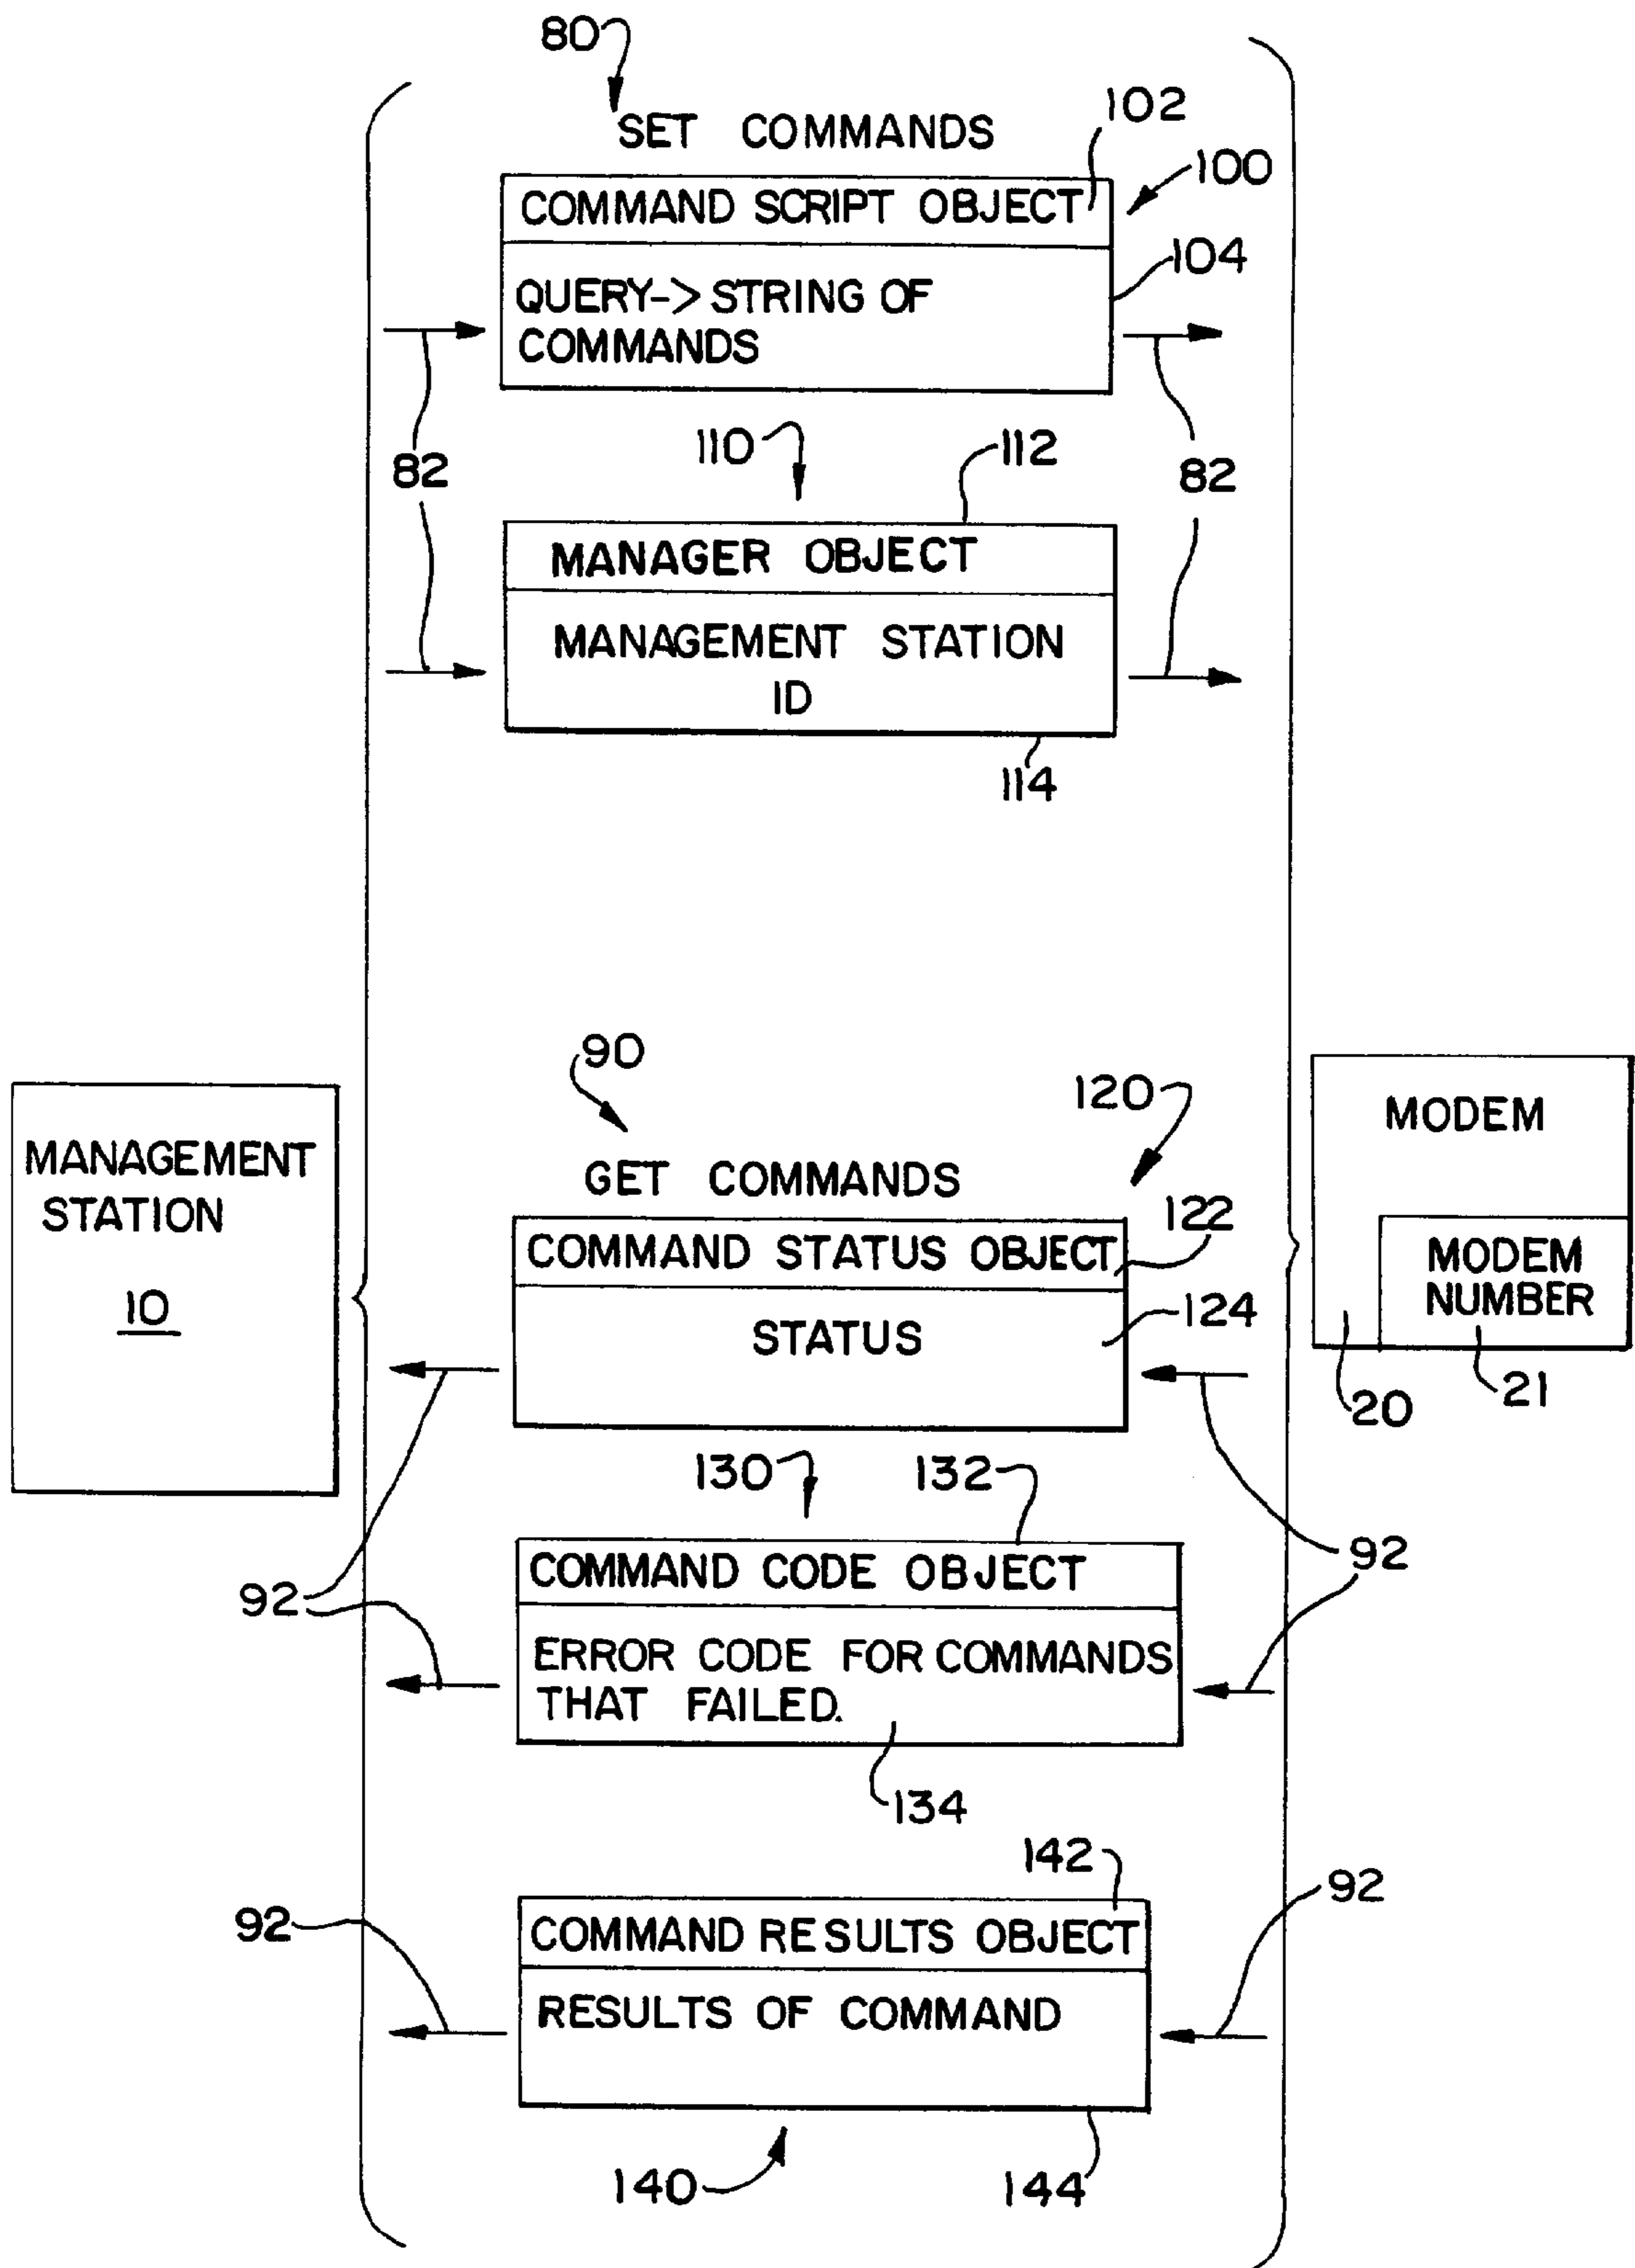 80
SET COMMANDS
102
100
COMMAND SCRIPT OBJECT
104
QUERY-> STRING OF
COMMANDS
82
82
110
112
MANAGER OBJECT
MANAGEMENT STATION
ID
114
90
120
MANAGEMENT
STATION
10
GET COMMANDS
122
COMMAND STATUS OBJECT
124
STATUS
MODEM
MODEM
NUMBER
20
21
130
132
92
92
COMMAND CODE OBJECT
ERROR CODE FOR COMMANDS
THAT FAILED.
134
142
92
92
COMMAND RESULTS OBJECT
RESULTS OF COMMAND
140
144